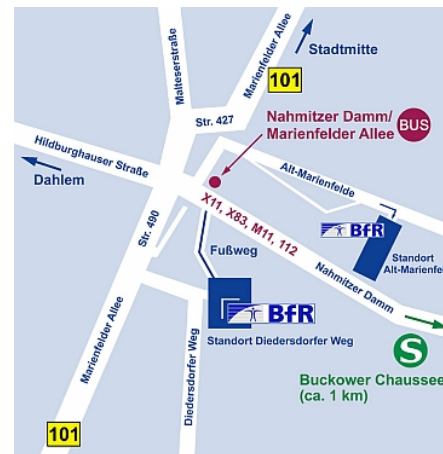 Malteserstraße
Marienfelder Allee
Stadtmitte
101
Str. 427
Nahmitzer Damm/
Marienfelder Allee
BUS
Hildburghauser Straße
Dahlem
Alt-Marienfelde
X11, X83, M11, 112
Str. 490
Fußweg
BfR
Standort
Alt-Marienfel
Nahmitzer Damm
Marienfelder Allee
BfR
Standort Diedersdorfer Weg
Diedersdorfer Weg
S
Buckower Chaussee
(ca. 1 km)
101